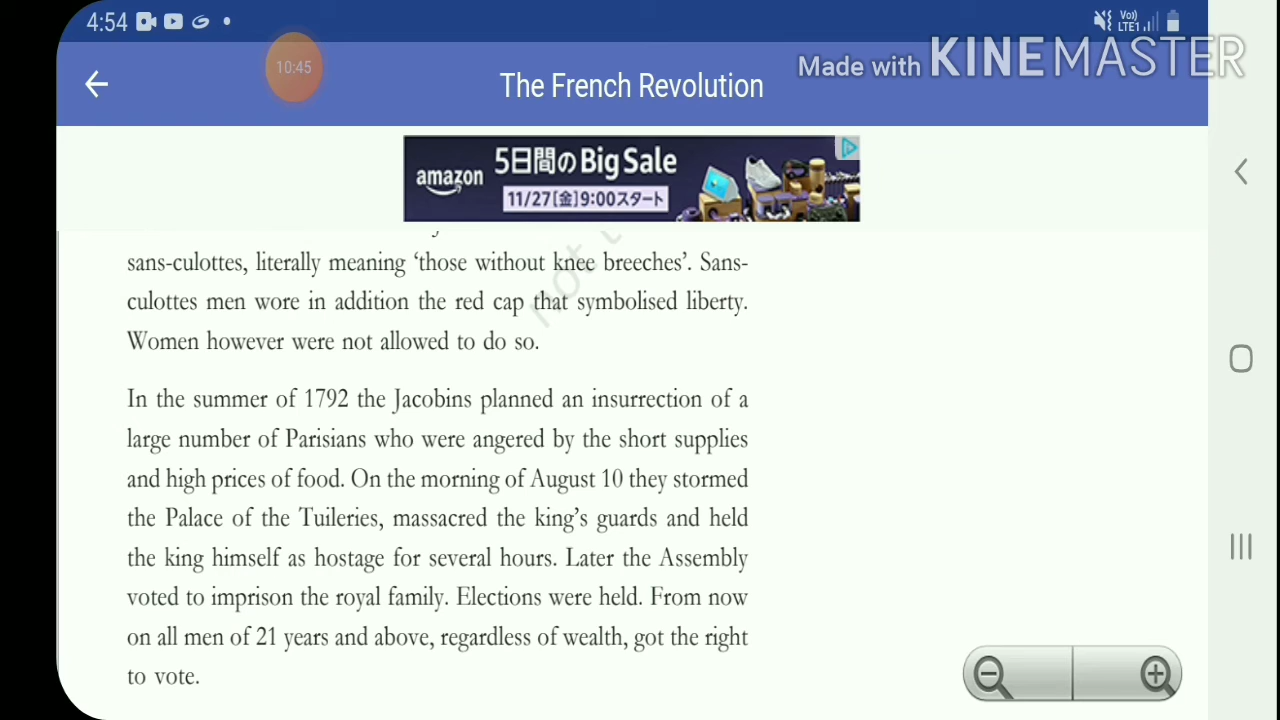 4:54
Vo))
LTE1
10:45
Made with KINEMASTER
The French Revolution
amazon
5日間のBig Sale
11/27[金]9:00スタート
not t
sans-culottes, literally meaning ‘those without knee breeches’. Sans-
culottes men wore in addition the red cap that symbolised liberty.
Women however were not allowed to do so.
In the summer of 1792 the Jacobins planned an insurrection of a
large number of Parisians who were angered by the short supplies
and high prices of food. On the morning of August 10 they stormed
the Palace of the Tuileries, massacred the king’s guards and held
the king himself as hostage for several hours. Later the Assembly
voted to imprison the royal family. Elections were held. From now
on all men of 21 years and above, regardless of wealth, got the right
to vote.